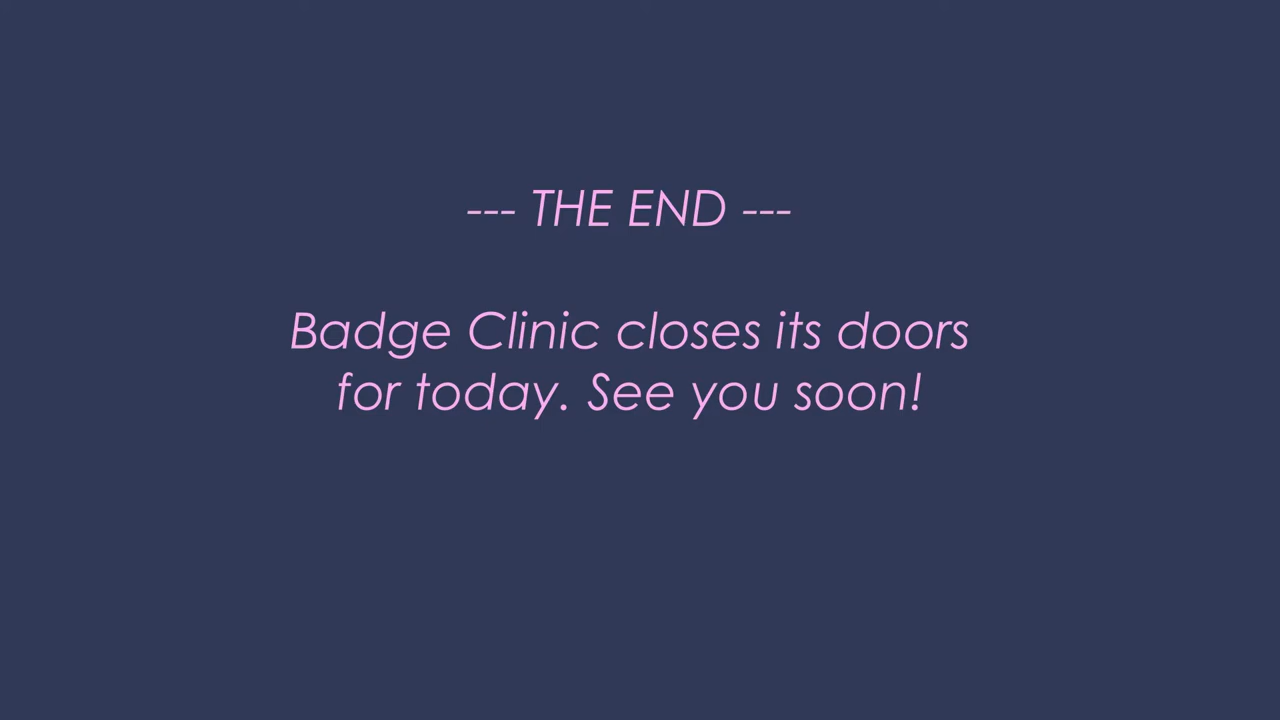 --- THE END ---
Badge Clinic closes its doors
for today. See you soon!